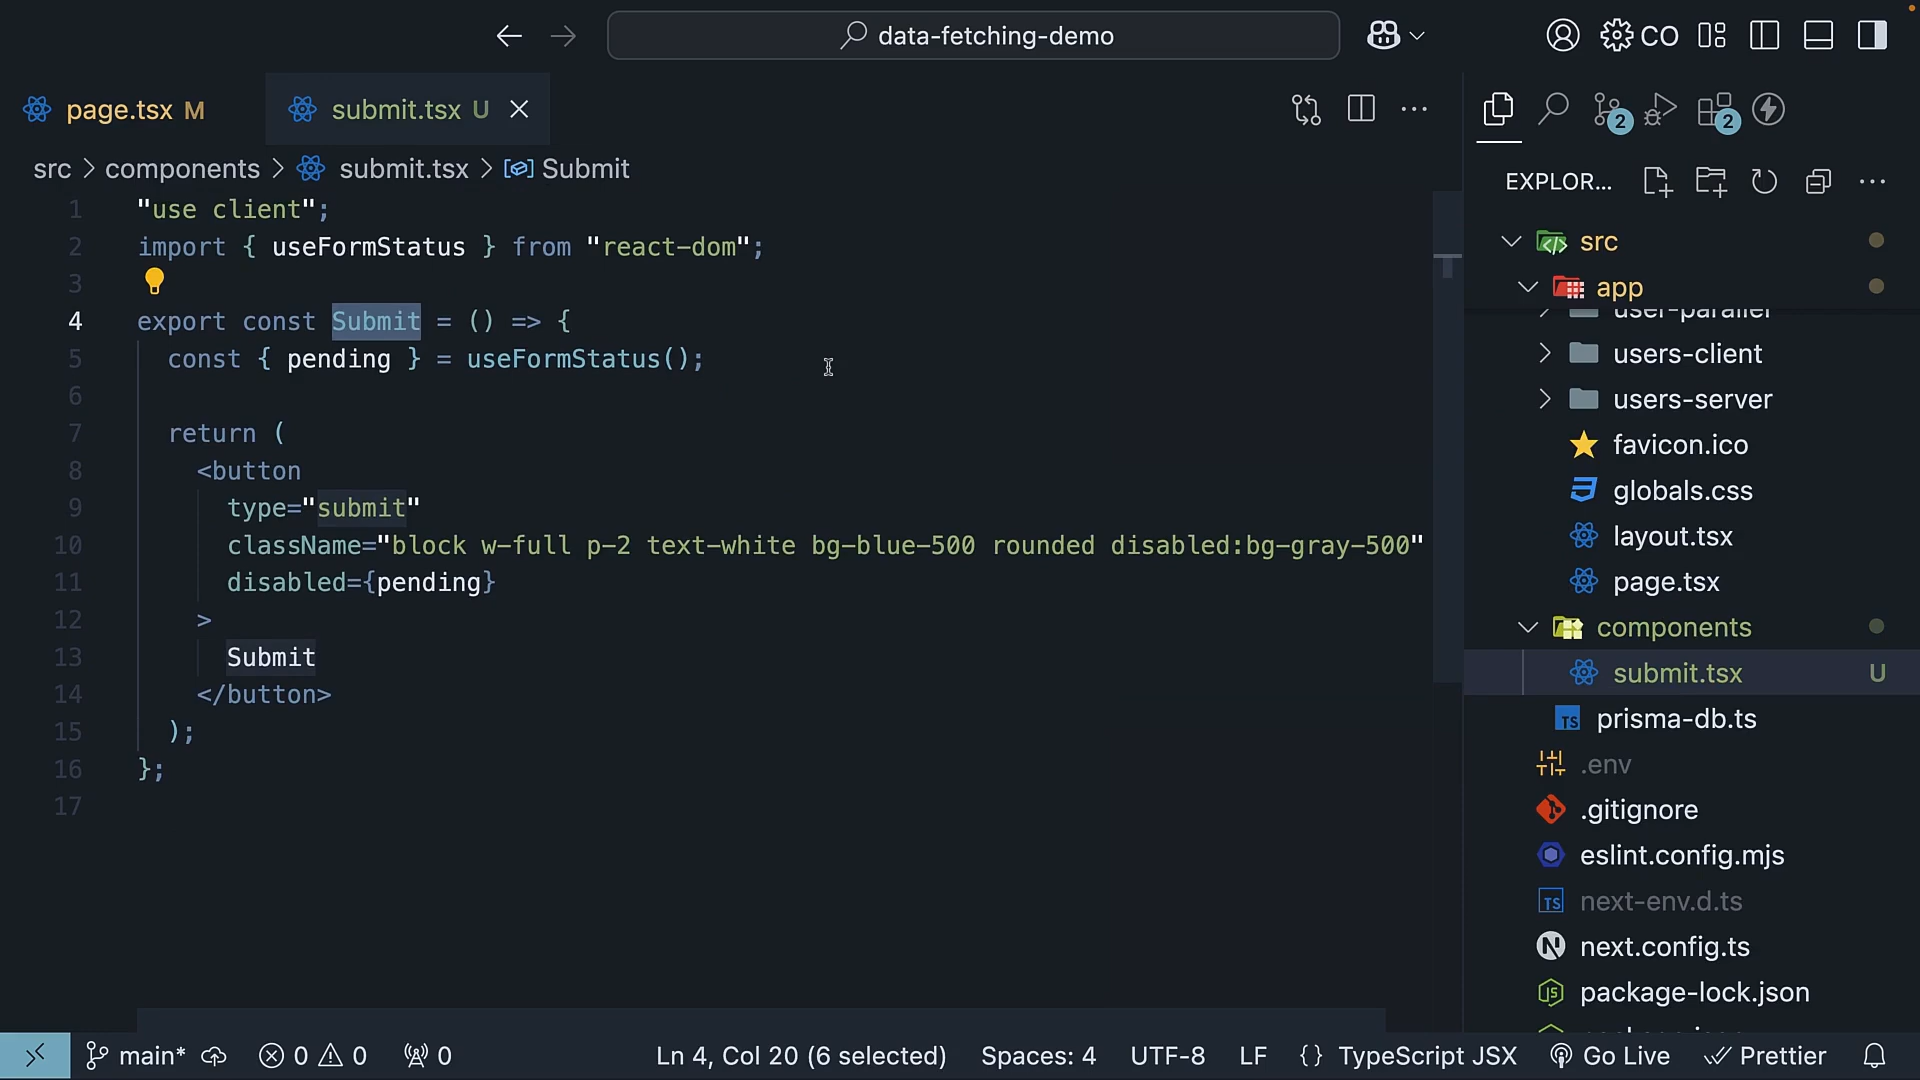 data-fetching-demo
CO
page.tsx M
submit.tsx U
2
2
src > components > submit.tsx > Submit
EXPLOR...
1 "use client";
2 import { useFormStatus } from "react-dom";
3
4 export const Submit = () => {
5 const { pending } = useFormStatus();
6
7 return (
8 <button
9 type="submit"
10 className="block w-full p-2 text-white bg-blue-500 rounded disabled:bg-gray-500"
11 disabled={pending}
12 >
13 Submit
14 </button>
15 );
16 };
17
src
app
user-parallel
users-client
users-server
favicon.ico
globals.css
layout.tsx
page.tsx
components
submit.tsx U
TS prisma-db.ts
.env
.gitignore
eslint.config.mjs
TS next-env.d.ts
next.config.ts
package-lock.json
main* 0 0 0 Ln 4, Col 20 (6 selected) Spaces: 4 UTF-8 LF {} TypeScript JSX Go Live Prettier